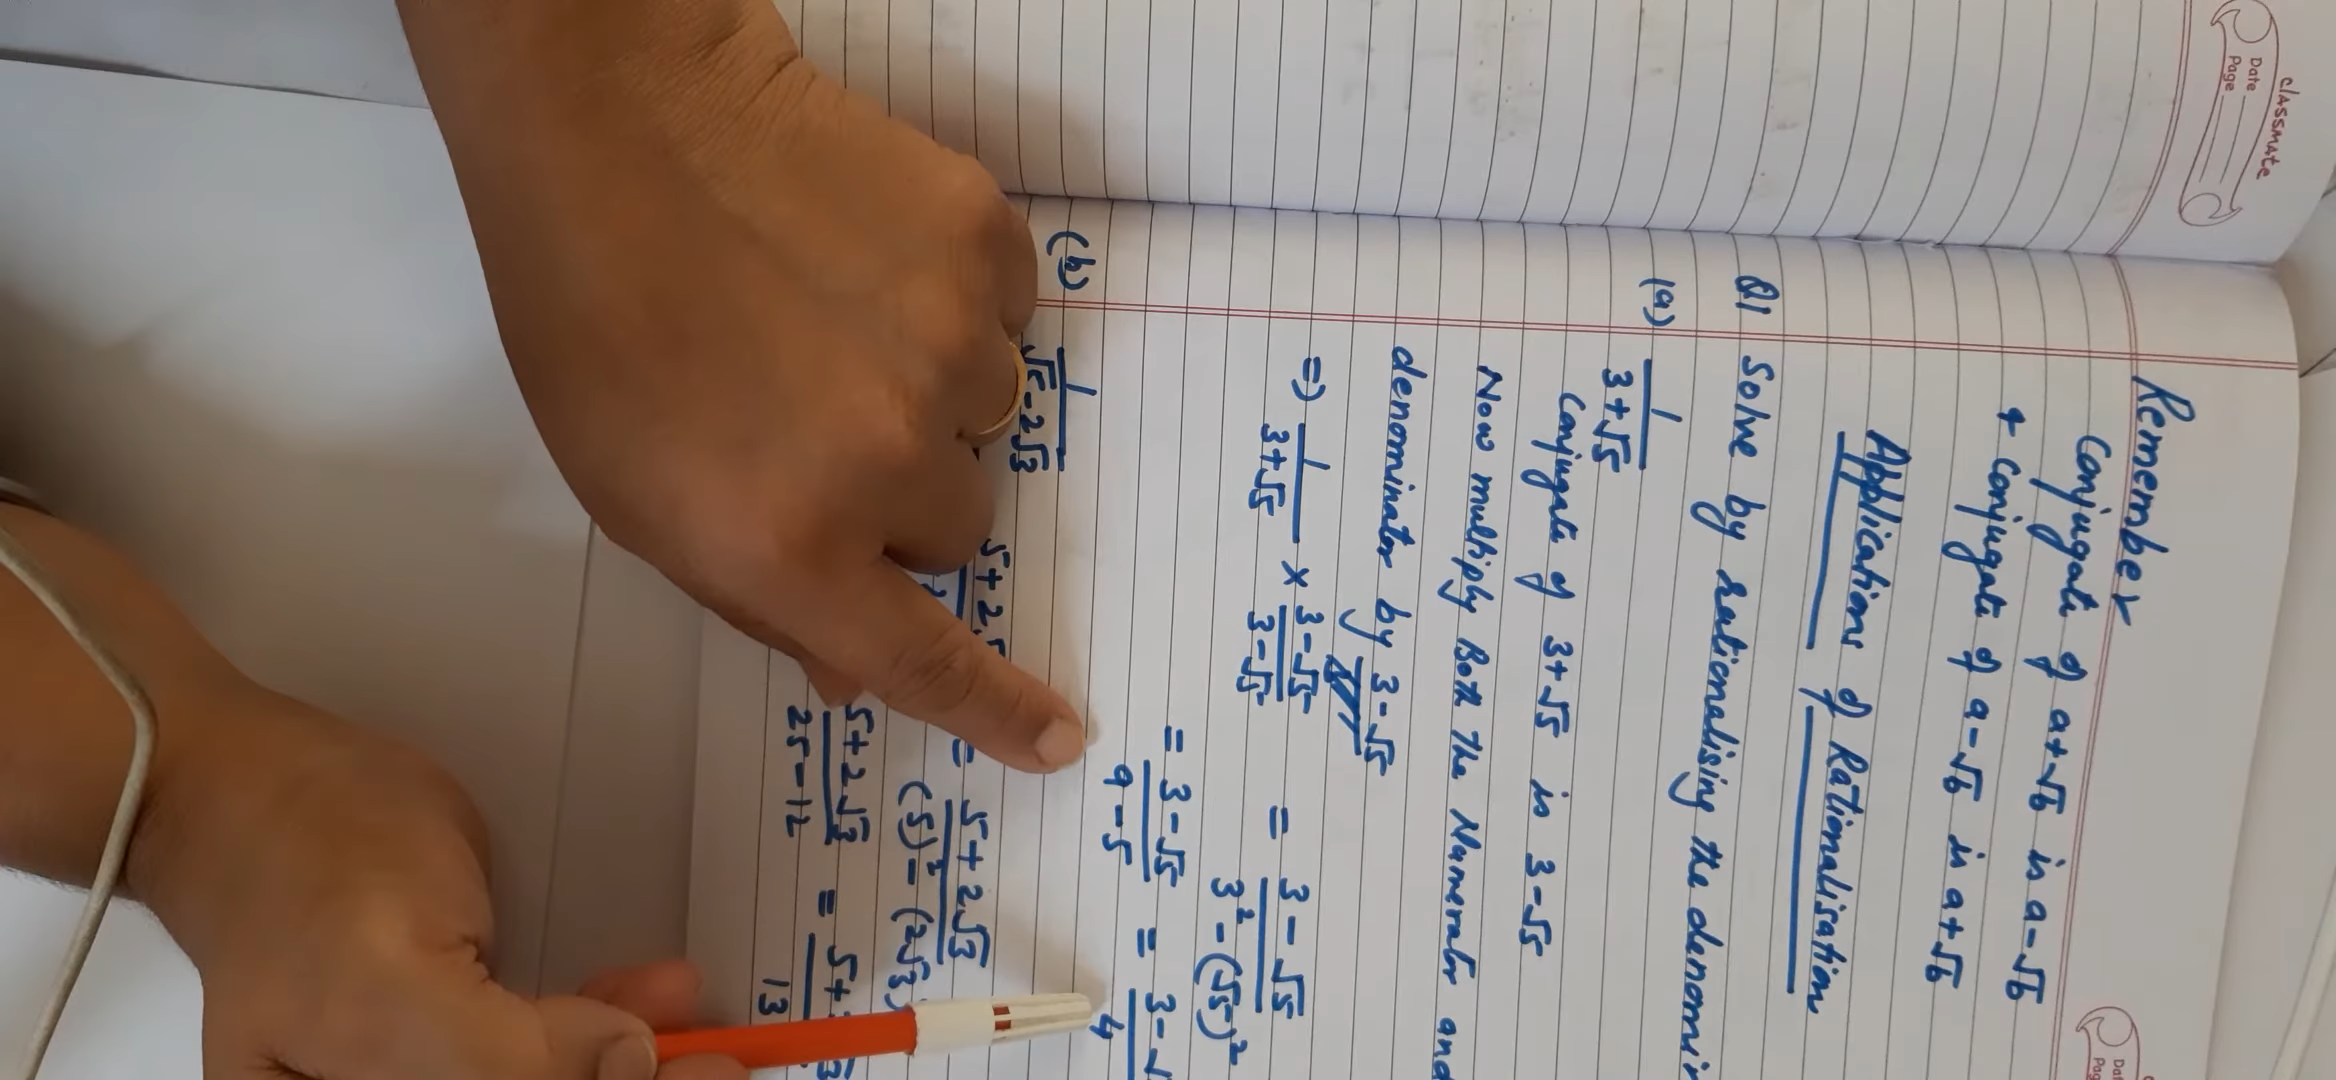 classmate
Date
Page
Remember
Conjugate of a+√b is a-√b
+ Conjugate of a-√b is a+√b
Applications of Rationalisation
Q1 Solve by rationalising the
(a) 1/(3+√5)
Conjugate of 3+√5 is 3-√5
Now multiply Both the Numerator and
denominator by 3-√5
=) 1/(3+√5) × (3-√5)/(3-√5) = (3-√5)/(3²-(√5)²)
= (3-√5)/(9-5) = 3-√ /4
(b) 1/(5-2√3)
5+2 = (5+2√3)/((5)²-(2√3)
5+2√3/(25-12) = 5+ /13